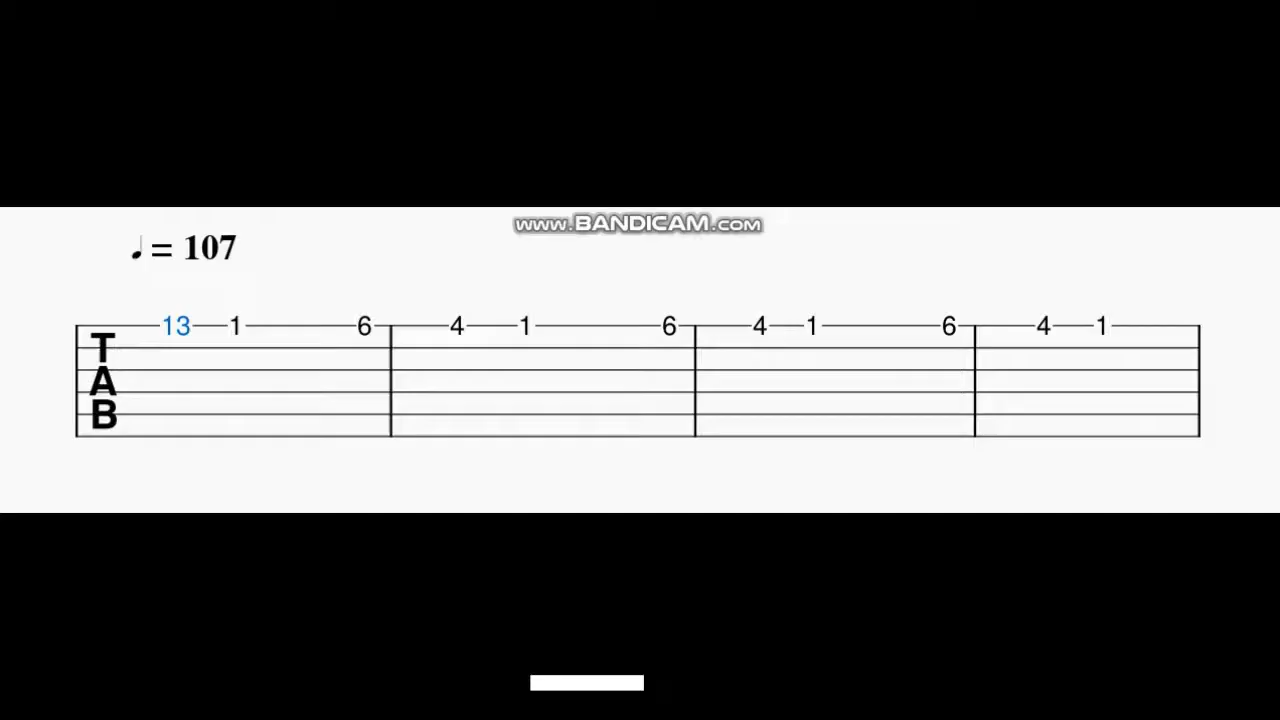 www.BANDICAM.com
♩ = 107
13 1 6 4 1 6 4 1 6 4 1
T
A
B